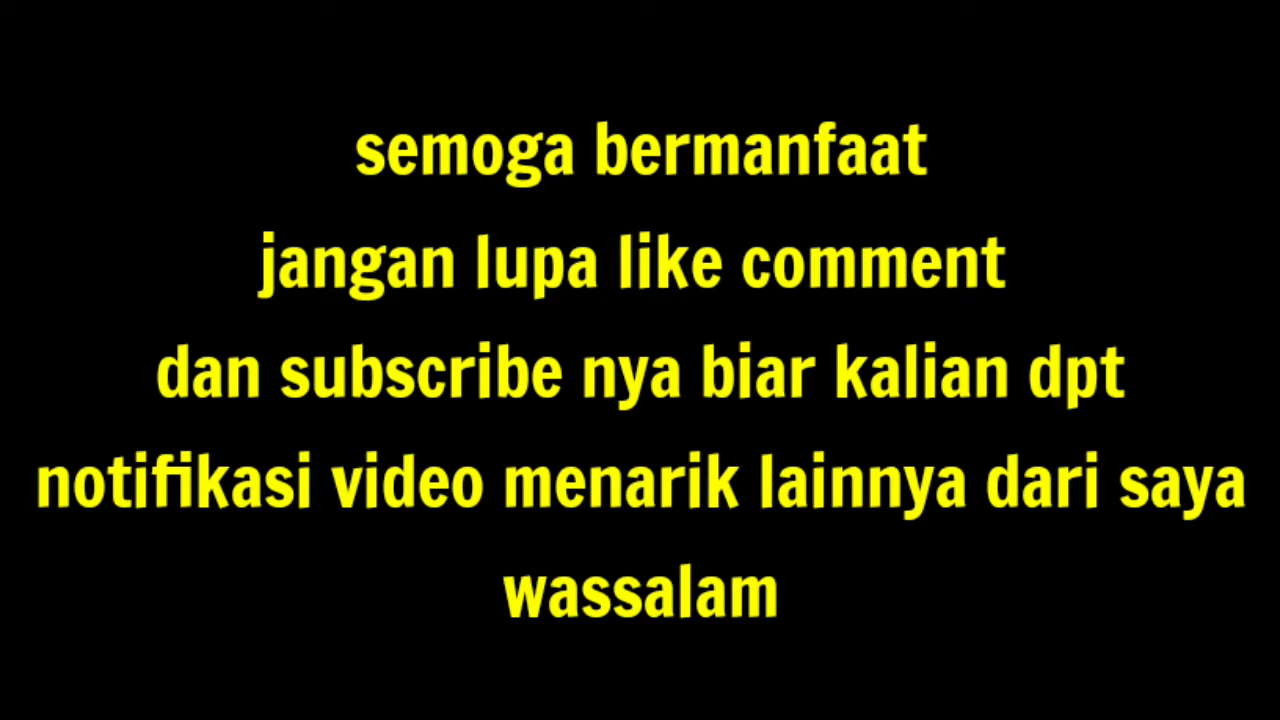 semoga bermanfaat
jangan lupa like comment
dan subscribe nya biar kalian dpt
notifikasi video menarik lainnya dari saya
wassalam